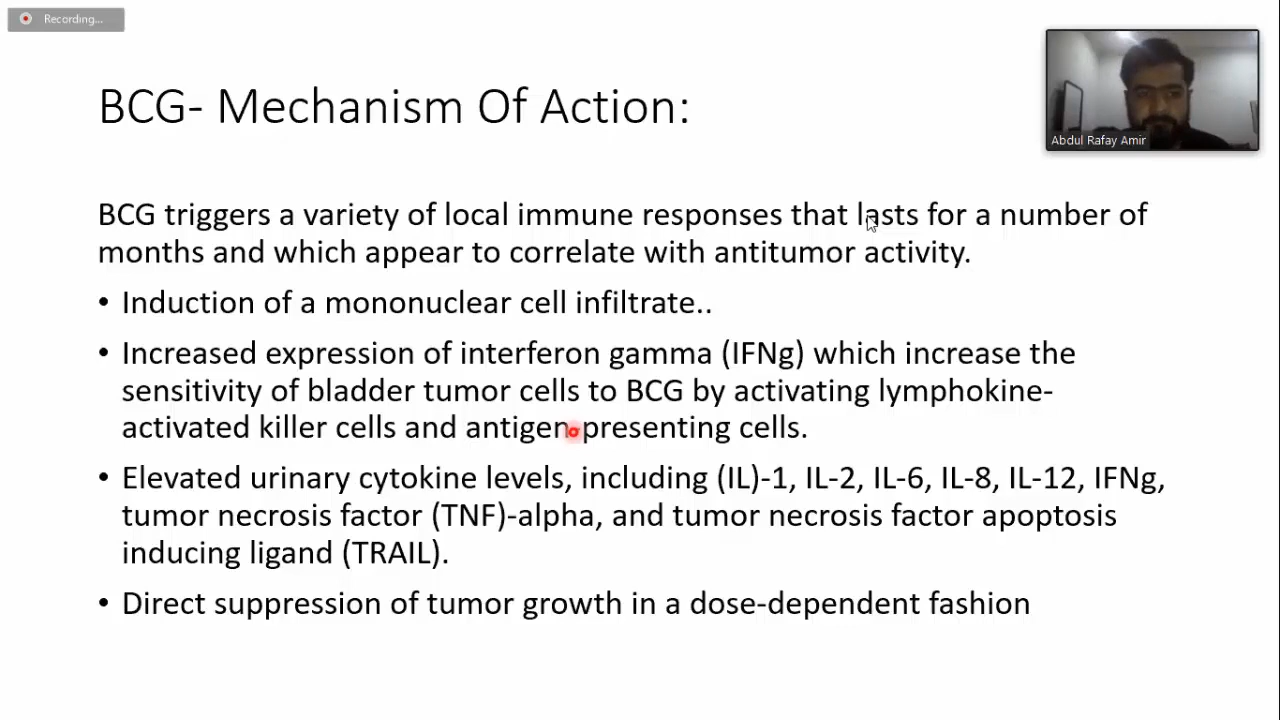 Recording...
Abdul Rafay Amir
BCG- Mechanism Of Action:
BCG triggers a variety of local immune responses that lasts for a number of
months and which appear to correlate with antitumor activity.
• Induction of a mononuclear cell infiltrate..
• Increased expression of interferon gamma (IFNg) which increase the
sensitivity of bladder tumor cells to BCG by activating lymphokine-
activated killer cells and antigen-presenting cells.
• Elevated urinary cytokine levels, including (IL)-1, IL-2, IL-6, IL-8, IL-12, IFNg,
tumor necrosis factor (TNF)-alpha, and tumor necrosis factor apoptosis
inducing ligand (TRAIL).
• Direct suppression of tumor growth in a dose-dependent fashion